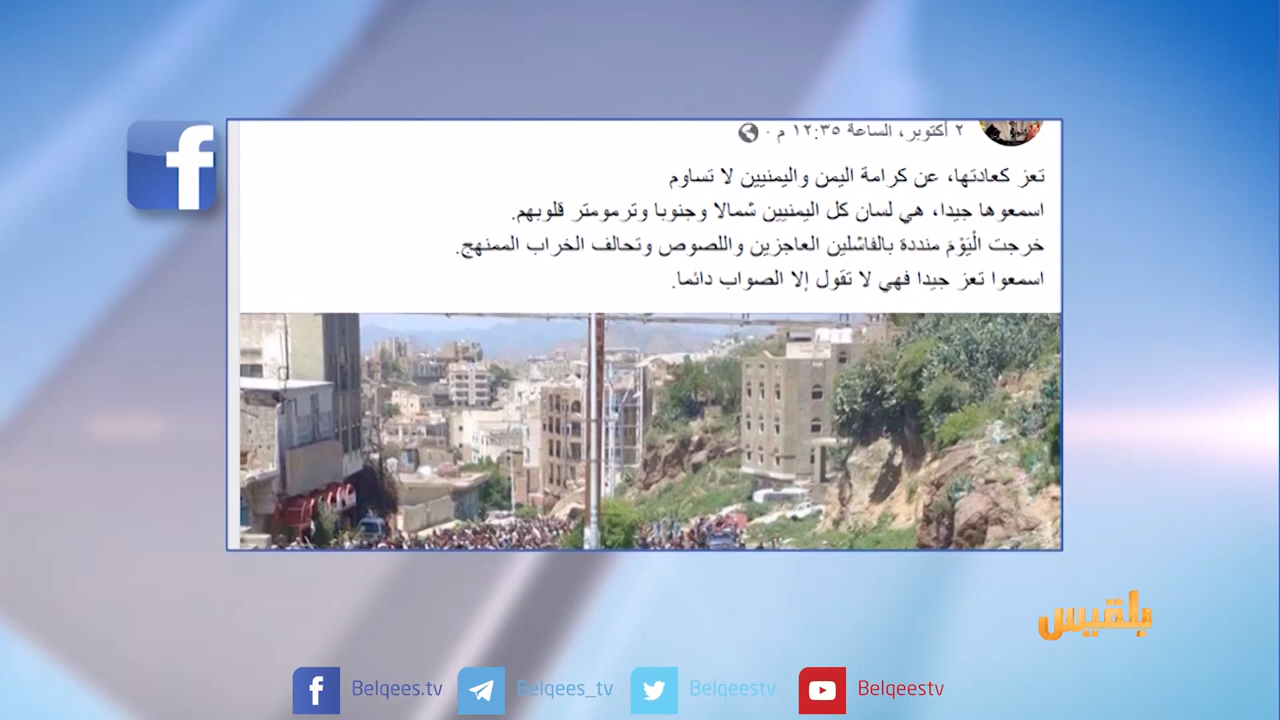 ٢ أكتوبر، الساعة ١٢:٣٥ م ·
تعز كعادتها، عن كرامة اليمن واليمنيين لا تساوم
اسمعوها جيدا، هي لسان كل اليمنيين شمالا وجنوبا وترمومتر قلوبهم.
خرجت الْيَوْمَ منددة بالفاشلين العاجزين واللصوص وتحالف الخراب الممنهج.
اسمعوا تعز جيدا فهي لا تقول إلا الصواب دائما.
بلقيس
Belqees.tv
Belqees_tv
Belqeestv
Belqeestv